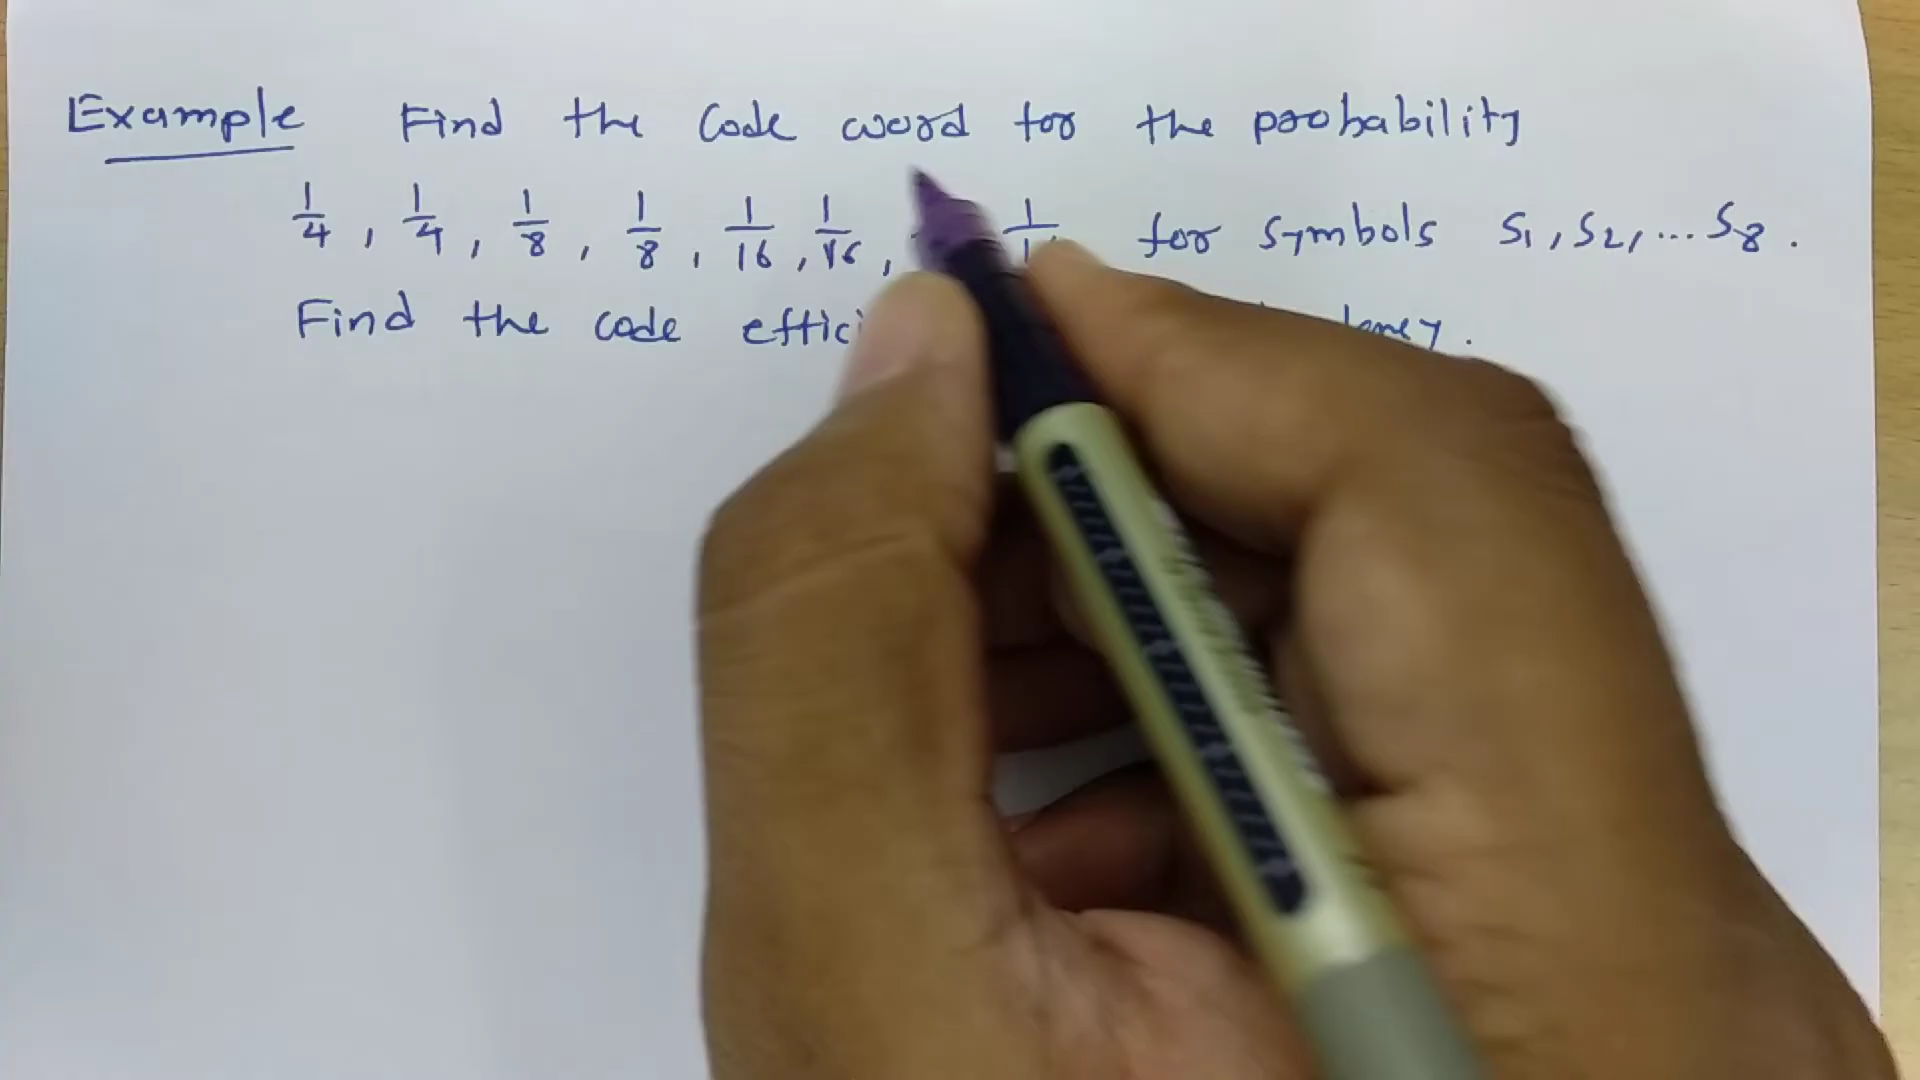 Example Find the code word for the probability
1/4, 1/4, 1/8, 1/8, 1/16, 1/16, for symbols S1, S2, ... S8.
Find the code